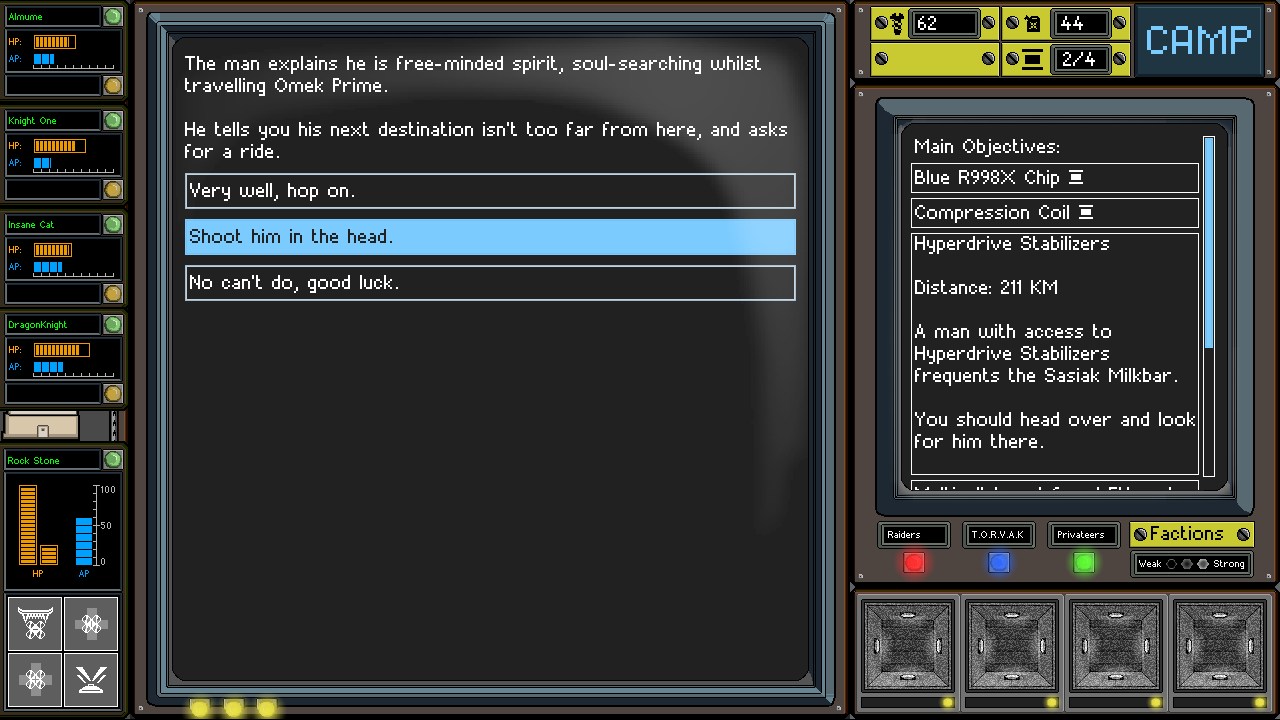 Almume
HP:
AP:
Knight One
HP:
AP:
Insane Cat
HP:
AP:
DragonKnight
HP:
AP:
Rock Stone
100
50
0
HP
AP
The man explains he is free-minded spirit, soul-searching whilst
travelling Omek Prime.
He tells you his next destination isn't too far from here, and asks
for a ride.
Very well, hop on.
Shoot him in the head.
No can't do, good luck.
62
44
2/4
CAMP
Main Objectives:
Blue R998X Chip
Compression Coil
Hyperdrive Stabilizers
Distance: 211 KM
A man with access to
Hyperdrive Stabilizers
frequents the Sasiak Milkbar.
You should head over and look
for him there.
Raiders
T.O.R.V.A.K
Privateers
Factions
Weak
Strong